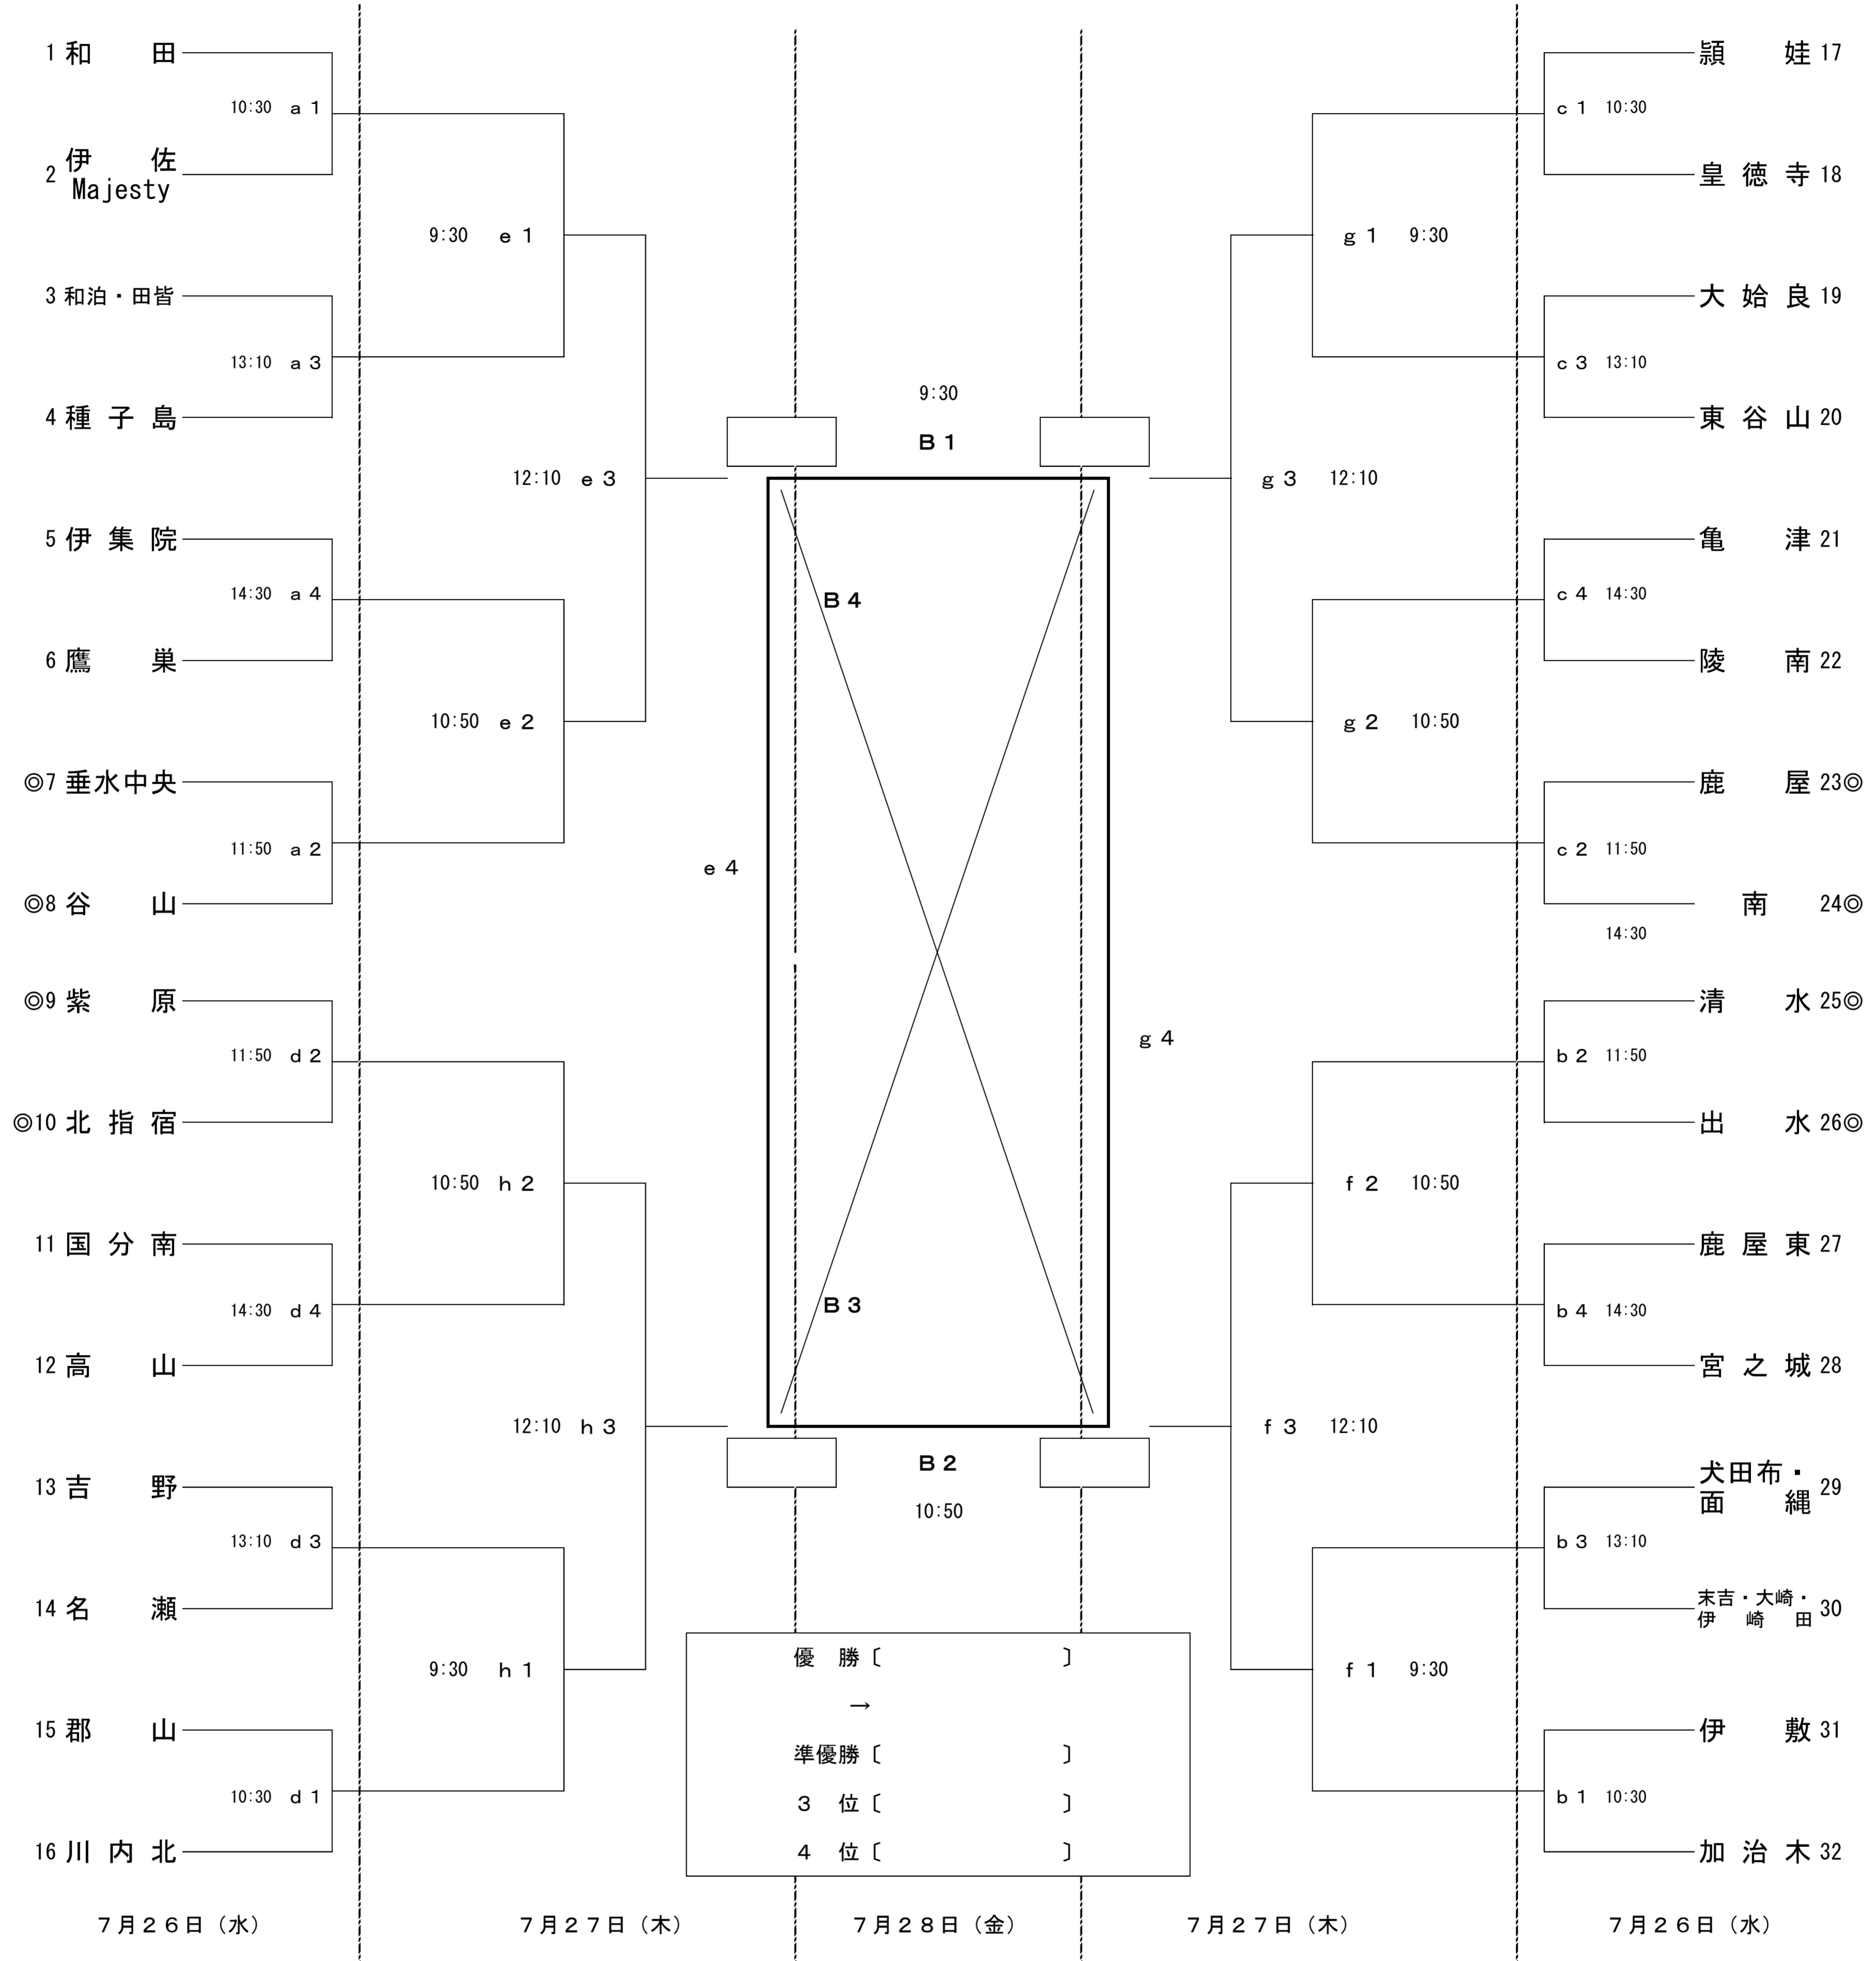 1 和 田
10:30 a 1
2 伊 佐
Majesty
9:30 e 1
3 和泊・田皆
13:10 a 3
4 種 子 島
12:10 e 3
5 伊 集 院
14:30 a 4
6 鷹 巣
10:50 e 2
◎7 垂水中央
11:50 a 2
◎8 谷 山
◎9 紫 原
11:50 d 2
◎10 北 指 宿
10:50 h 2
11 国 分 南
14:30 d 4
12 高 山
12:10 h 3
13 吉 野
13:10 d 3
14 名 瀬
9:30 h 1
15 郡 山
10:30 d 1
16 川 内 北
9:30
B 1
B 4
e 4
g 4
B 3
B 2
10:50
優 勝〔 〕
→
準優勝〔 〕
3 位〔 〕
4 位〔 〕
頴 娃 17
c 1 10:30
皇 徳 寺 18
g 1 9:30
大 姶 良 19
c 3 13:10
東 谷 山 20
g 3 12:10
亀 津 21
c 4 14:30
陵 南 22
g 2 10:50
鹿 屋 23◎
c 2 11:50
南 24◎
14:30
清 水 25◎
b 2 11:50
出 水 26◎
f 2 10:50
鹿 屋 東 27
b 4 14:30
宮 之 城 28
f 3 12:10
犬田布・
面 縄 29
b 3 13:10
末吉・大崎・
伊 崎 田 30
f 1 9:30
伊 敷 31
b 1 10:30
加 治 木 32
7月26日(水) 7月27日(木) 7月28日(金) 7月27日(木) 7月26日(水)